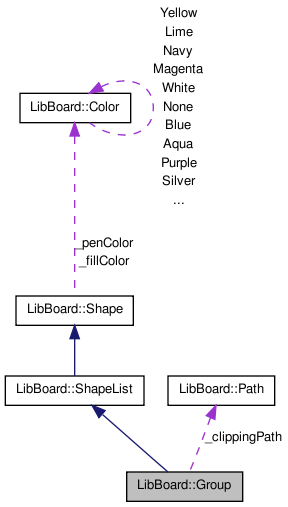 Yellow
Lime
Navy
Magenta
White
None
Blue
Aqua
Purple
Silver
...
LibBoard::Color
_penColor
_fillColor
LibBoard::Shape
LibBoard::ShapeList
LibBoard::Path
_clippingPath
LibBoard::Group